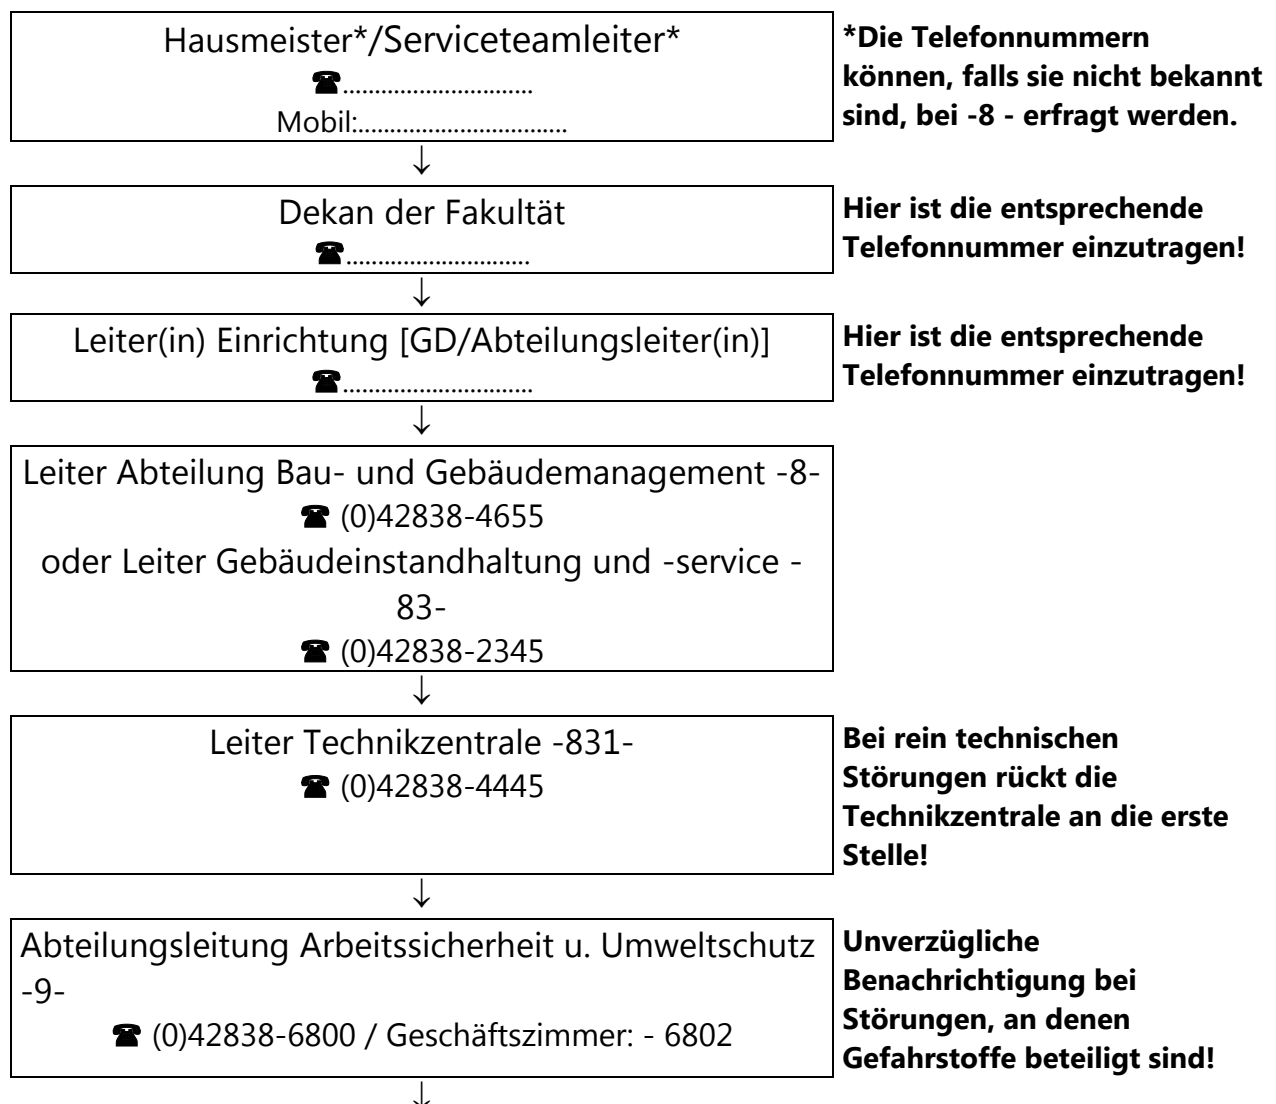 Hausmeister*/Serviceteamleiter*
☎..............................
Mobil:.................................
*Die Telefonnummern
können, falls sie nicht bekannt
sind, bei -8 - erfragt werden.
↓
Dekan der Fakultät
☎.............................
Hier ist die entsprechende
Telefonnummer einzutragen!
↓
Leiter(in) Einrichtung [GD/Abteilungsleiter(in)]
☎..............................
Hier ist die entsprechende
Telefonnummer einzutragen!
↓
Leiter Abteilung Bau- und Gebäudemanagement -8-
☎ (0)42838-4655
oder Leiter Gebäudeinstandhaltung und -service -
83-
☎ (0)42838-2345
↓
Leiter Technikzentrale -831-
☎ (0)42838-4445
Bei rein technischen
Störungen rückt die
Technikzentrale an die erste
Stelle!
↓
Abteilungsleitung Arbeitssicherheit u. Umweltschutz
-9-
☎ (0)42838-6800 / Geschäftszimmer: - 6802
Unverzügliche
Benachrichtigung bei
Störungen, an denen
Gefahrstoffe beteiligt sind!
↓